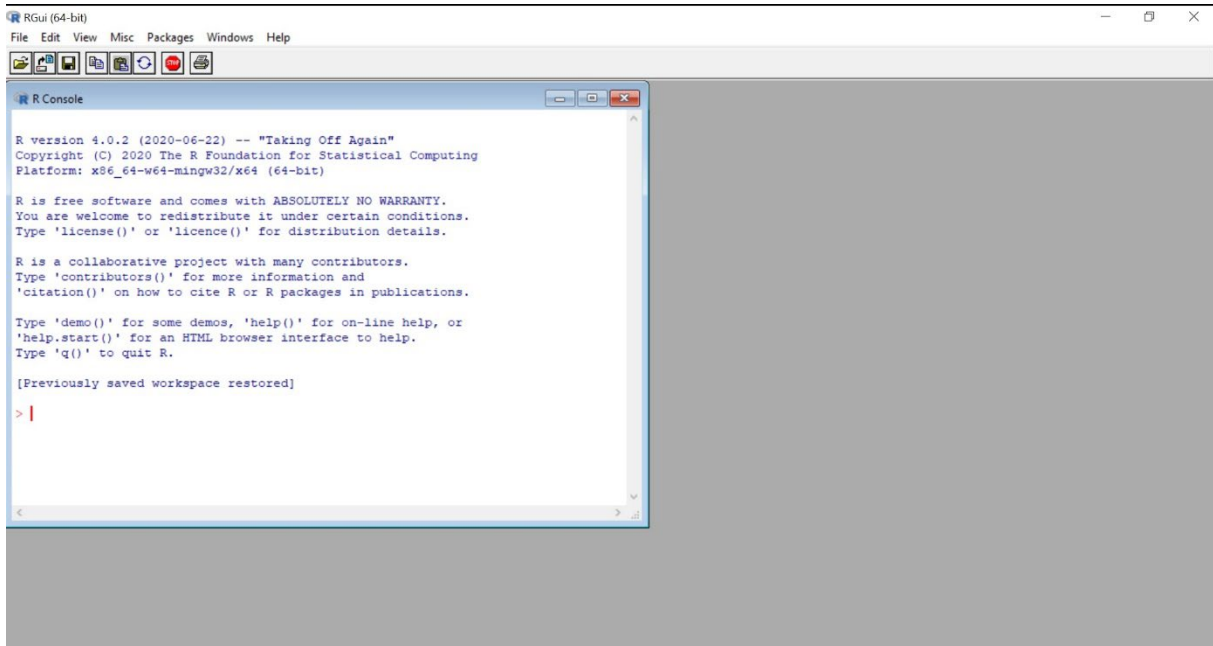 RGui (64-bit)
File Edit View Misc Packages Windows Help
STOP
R Console
R version 4.0.2 (2020-06-22) -- "Taking Off Again"
Copyright (C) 2020 The R Foundation for Statistical Computing
Platform: x86_64-w64-mingw32/x64 (64-bit)
R is free software and comes with ABSOLUTELY NO WARRANTY.
You are welcome to redistribute it under certain conditions.
Type 'license()' or 'licence()' for distribution details.
R is a collaborative project with many contributors.
Type 'contributors()' for more information and
'citation()' on how to cite R or R packages in publications.
Type 'demo()' for some demos, 'help()' for on-line help, or
'help.start()' for an HTML browser interface to help.
Type 'q()' to quit R.
[Previously saved workspace restored]
>